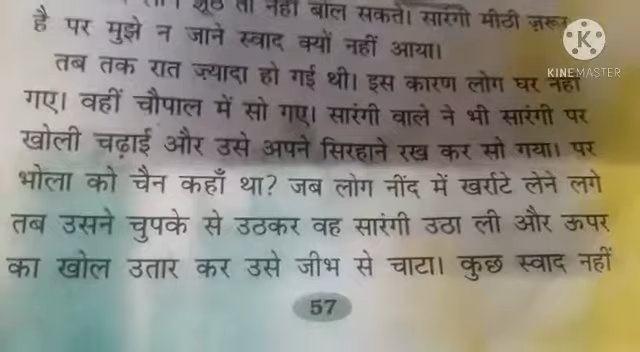 झूठ तो नहीं बोल सकते। सारंगी मीठी ज़रूर
है पर मुझे न जाने स्वाद क्यों नहीं आया।
तब तक रात ज़्यादा हो गई थी। इस कारण लोग घर नहीं
गए। वहीं चौपाल में सो गए। सारंगी वाले ने भी सारंगी पर
खोली चढ़ाई और उसे अपने सिरहाने रख कर सो गया। पर
भोला को चैन कहाँ था? जब लोग नींद में खर्राटे लेने लगे
तब उसने चुपके से उठकर वह सारंगी उठा ली और ऊपर
का खोल उतार कर उसे जीभ से चाटा। कुछ स्वाद नहीं
57
KINEMASTER